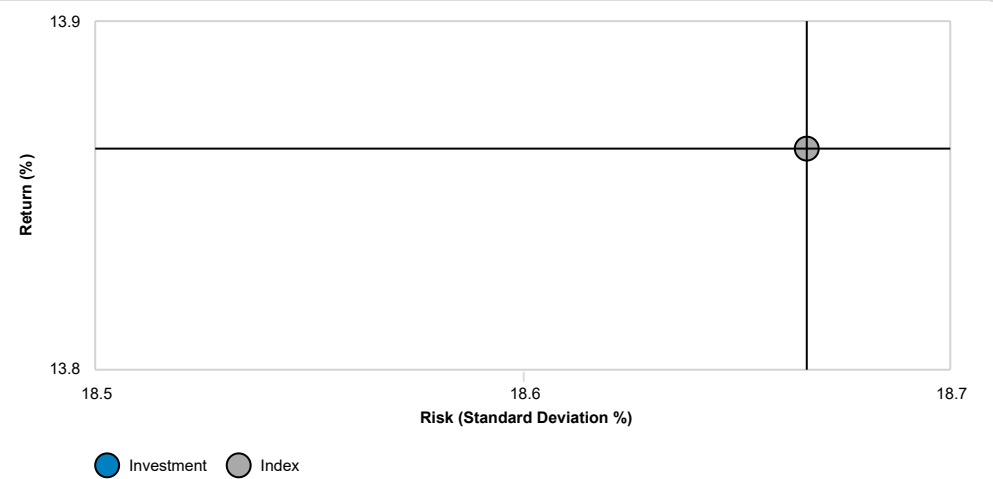 13.9
Return (%)
13.8
18.5 18.6 18.7
Risk (Standard Deviation %)
Investment Index